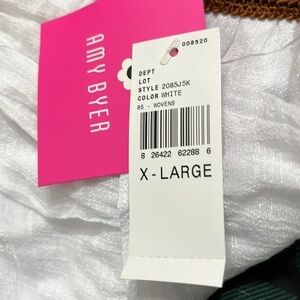 AMY BYER
008520
DEPT
LOT
STYLE 2085J5K
COLOR WHITE
85 - WOVENS
8 26422 62288 6
X - LARGE